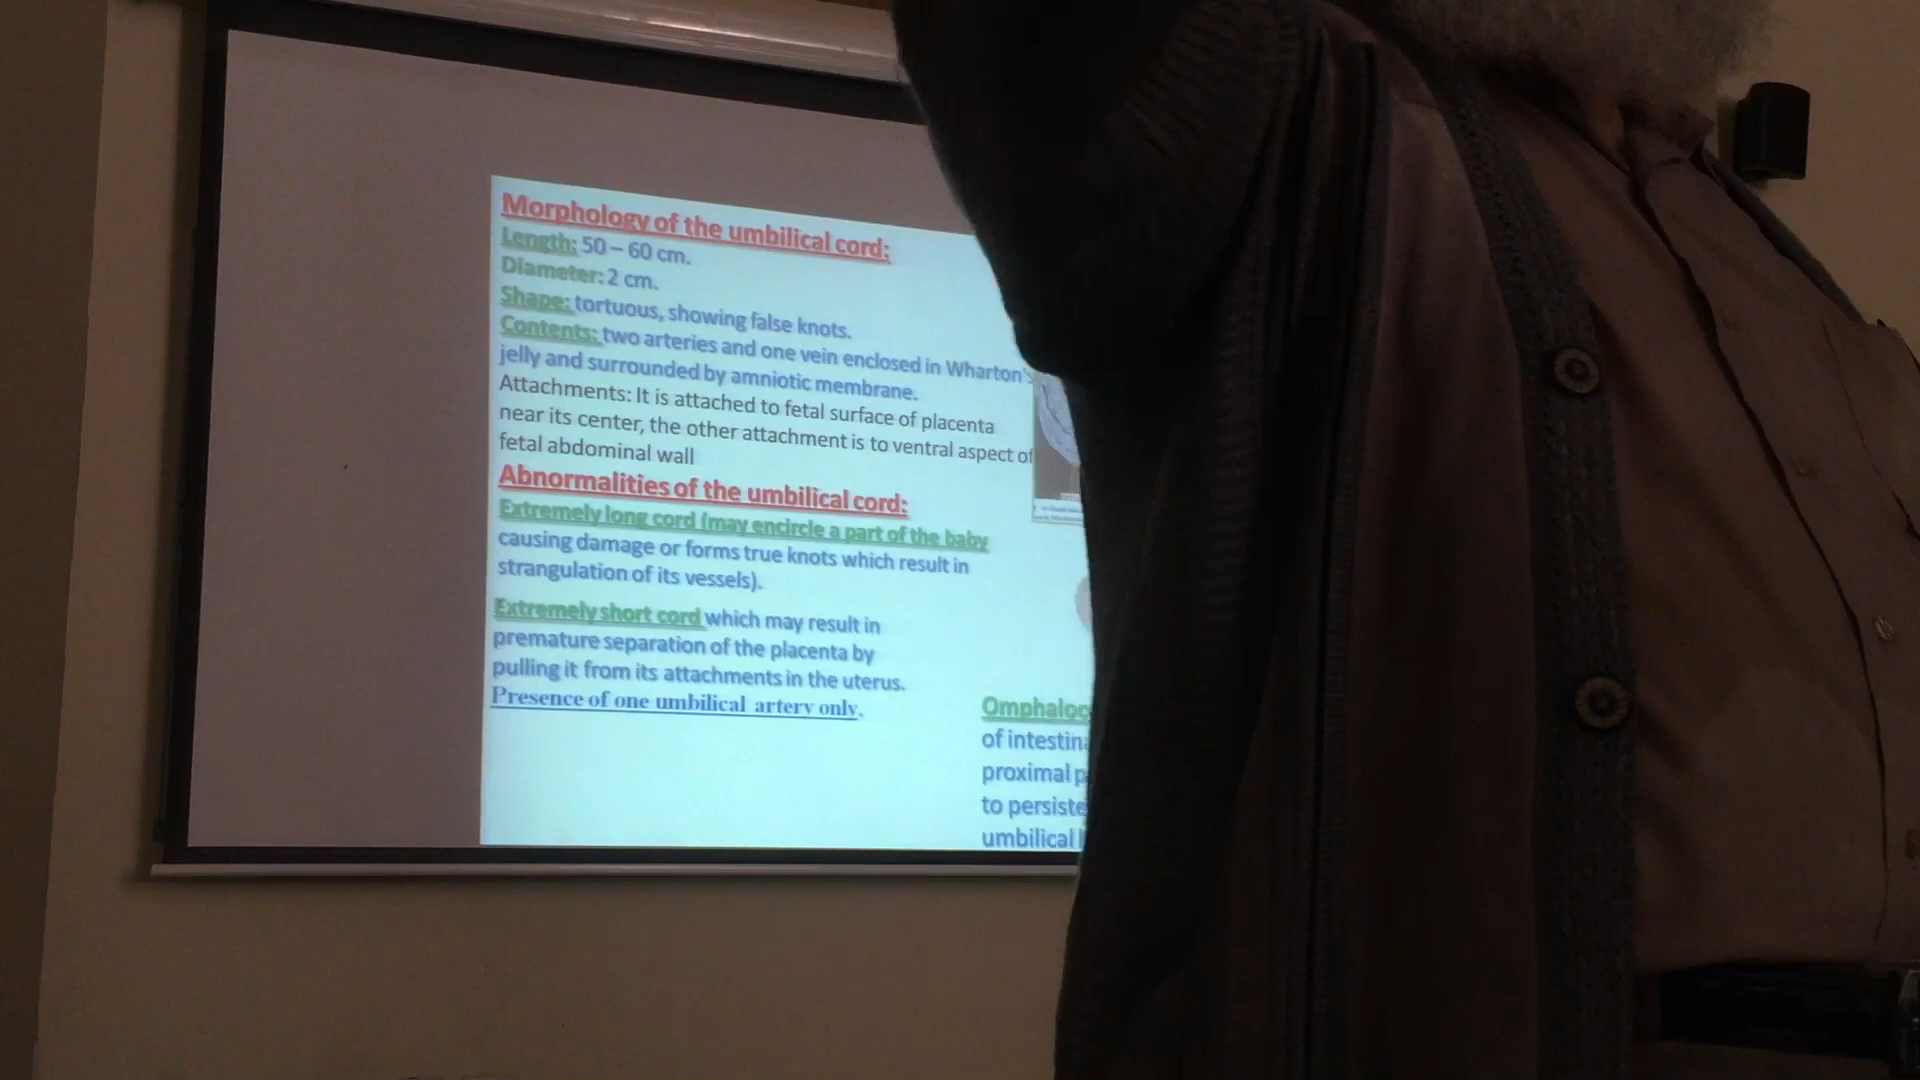 Morphology of the umbilical cord:
Length: 50 – 60 cm.
Diameter: 2 cm.
Shape: tortuous, showing false knots.
Contents: two arteries and one vein enclosed in Wharton's
jelly and surrounded by amniotic membrane.
Attachments: It is attached to fetal surface of placenta
near its center, the other attachment is to ventral aspect of
fetal abdominal wall
Abnormalities of the umbilical cord:
Extremely long cord (may encircle a part of the baby
causing damage or forms true knots which result in
strangulation of its vessels).
Extremely short cord which may result in
premature separation of the placenta by
pulling it from its attachments in the uterus.
Presence of one umbilical artery only.
of
proximal
to
umbilical